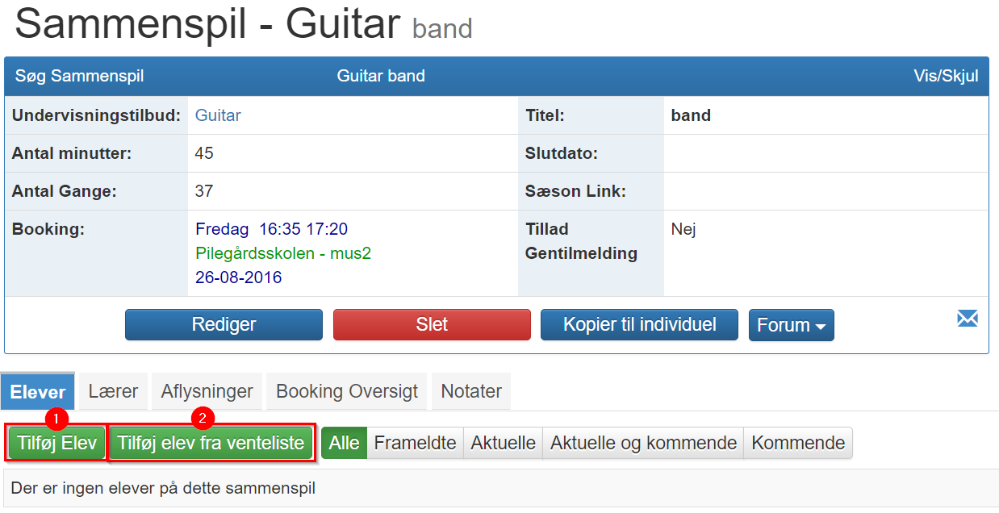 Sammenspil - Guitar band
Søg Sammenspil Guitar band Vis/Skjul
Undervisningstilbud: Guitar Titel: band
Antal minutter: 45 Slutdato:
Antal Gange: 37 Sæson Link:
Booking: Fredag 16:35 17:20 Tillad Nej
Pilegårdsskolen - mus2 Gentilmelding
26-08-2016
Rediger Slet Kopier til individuel Forum
Elever Lærer Aflysninger Booking Oversigt Notater
1 2
Tilføj Elev Tilføj elev fra venteliste Alle Frameldte Aktuelle Aktuelle og kommende Kommende
Der er ingen elever på dette sammenspil